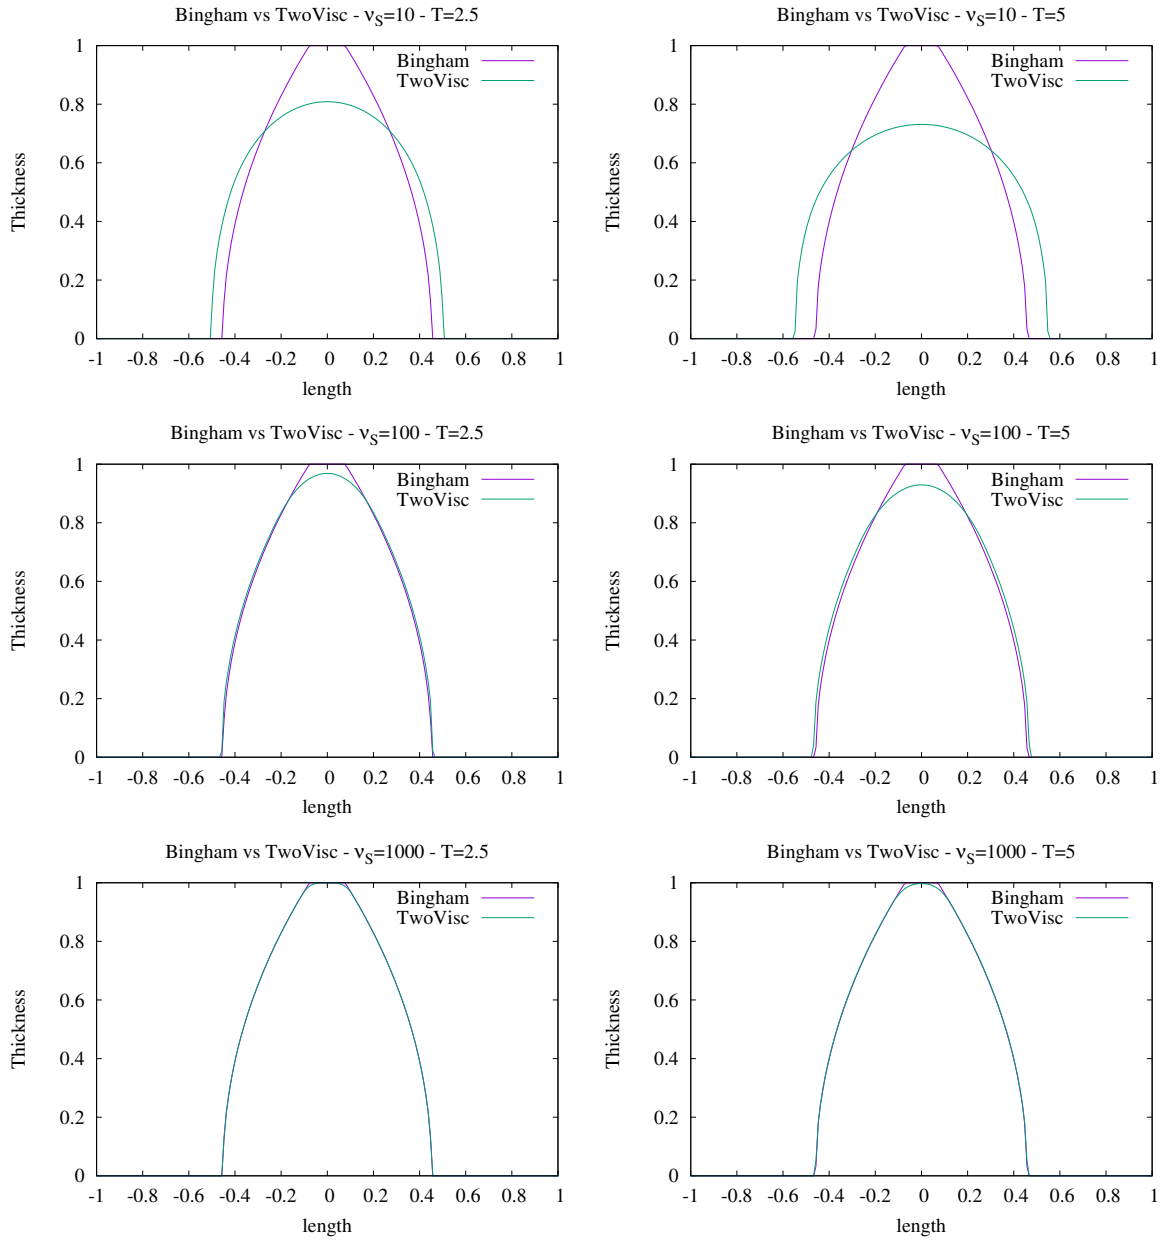 Bingham vs TwoVisc - νS=10 - T=2.5
1
0.8
0.6
0.4
0.2
0
Thickness
Bingham
TwoVisc
-1 -0.8 -0.6 -0.4 -0.2 0 0.2 0.4 0.6 0.8 1
length
Bingham vs TwoVisc - νS=10 - T=5
1
0.8
0.6
0.4
0.2
0
Thickness
Bingham
TwoVisc
-1 -0.8 -0.6 -0.4 -0.2 0 0.2 0.4 0.6 0.8 1
length
Bingham vs TwoVisc - νS=100 - T=2.5
1
0.8
0.6
0.4
0.2
0
Thickness
Bingham
TwoVisc
-1 -0.8 -0.6 -0.4 -0.2 0 0.2 0.4 0.6 0.8 1
length
Bingham vs TwoVisc - νS=100 - T=5
1
0.8
0.6
0.4
0.2
0
Thickness
Bingham
TwoVisc
-1 -0.8 -0.6 -0.4 -0.2 0 0.2 0.4 0.6 0.8 1
length
Bingham vs TwoVisc - νS=1000 - T=2.5
1
0.8
0.6
0.4
0.2
0
Thickness
Bingham
TwoVisc
-1 -0.8 -0.6 -0.4 -0.2 0 0.2 0.4 0.6 0.8 1
length
Bingham vs TwoVisc - νS=1000 - T=5
1
0.8
0.6
0.4
0.2
0
Thickness
Bingham
TwoVisc
-1 -0.8 -0.6 -0.4 -0.2 0 0.2 0.4 0.6 0.8 1
length